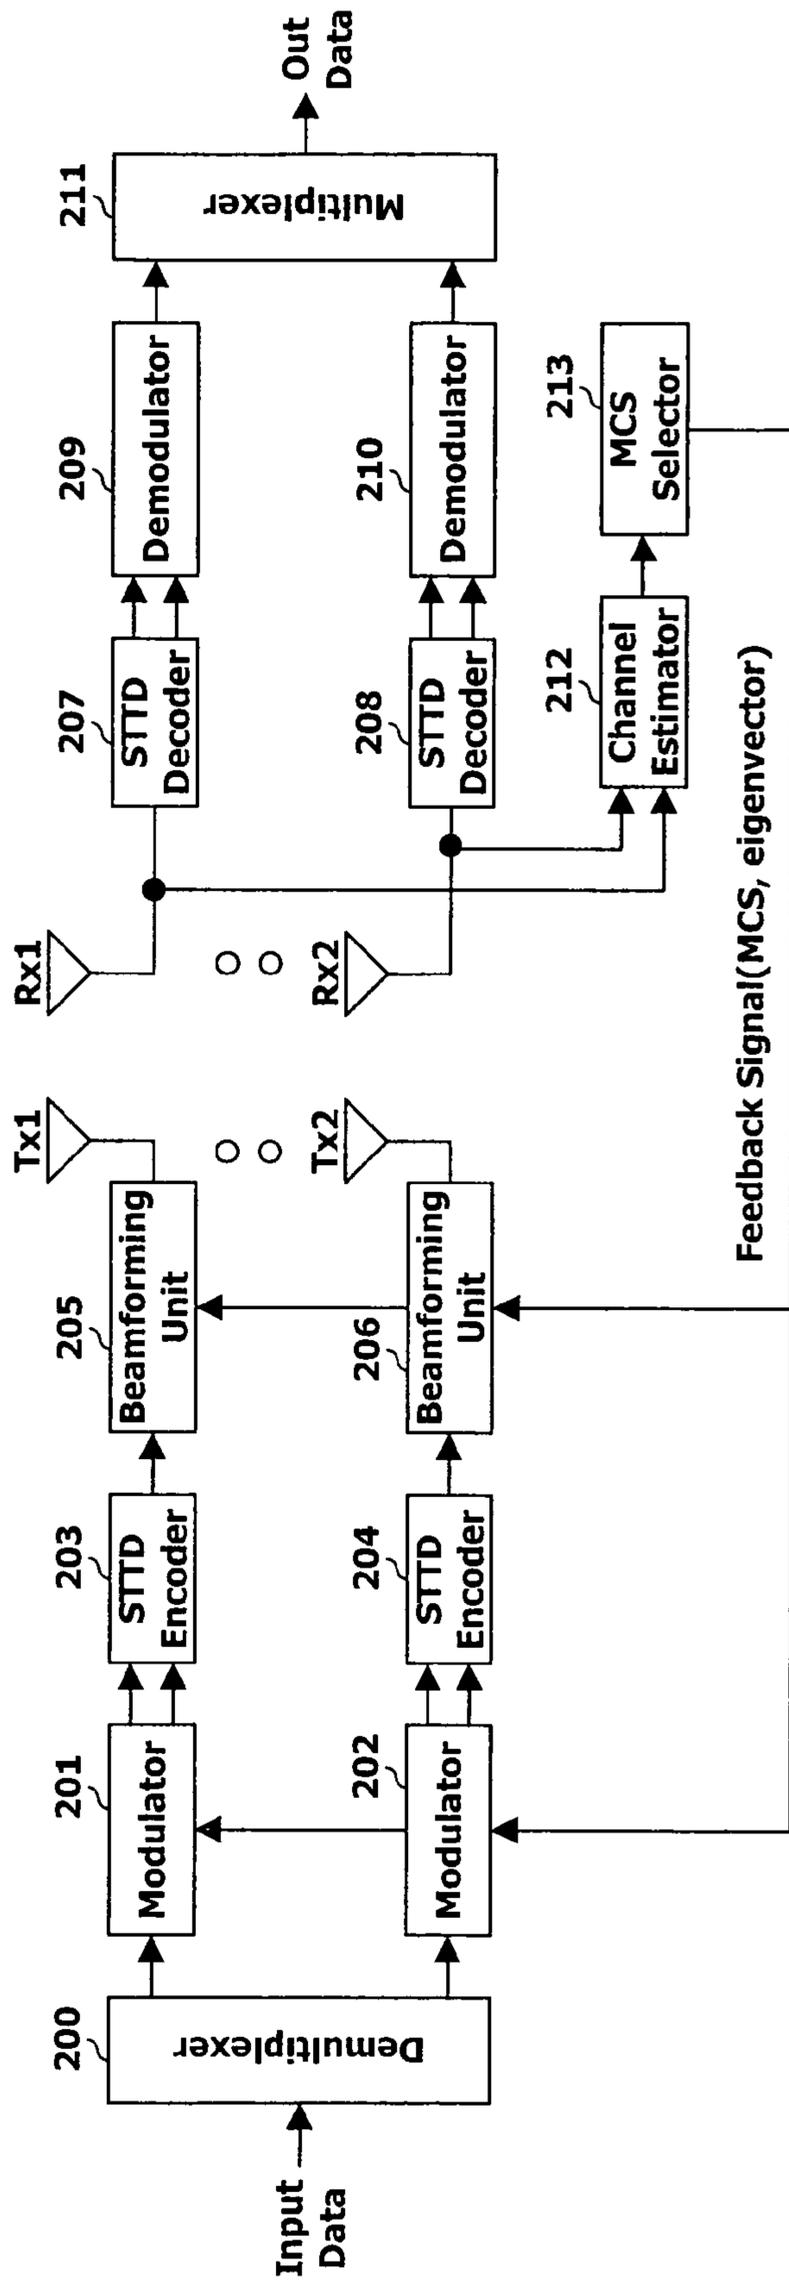 Input
Data
200
Demultiplexer
201
Modulator
202
Modulator
203
STTD
Encoder
204
STTD
Encoder
205
Beamforming
Unit
206
Beamforming
Unit
Tx1
Tx2
Rx1
Rx2
207
STTD
Decoder
208
STTD
Decoder
209
Demodulator
210
Demodulator
211
Multiplexer
Out
Data
212
Channel
Estimator
213
MCS
Selector
Feedback Signal(MCS, eigenvector)